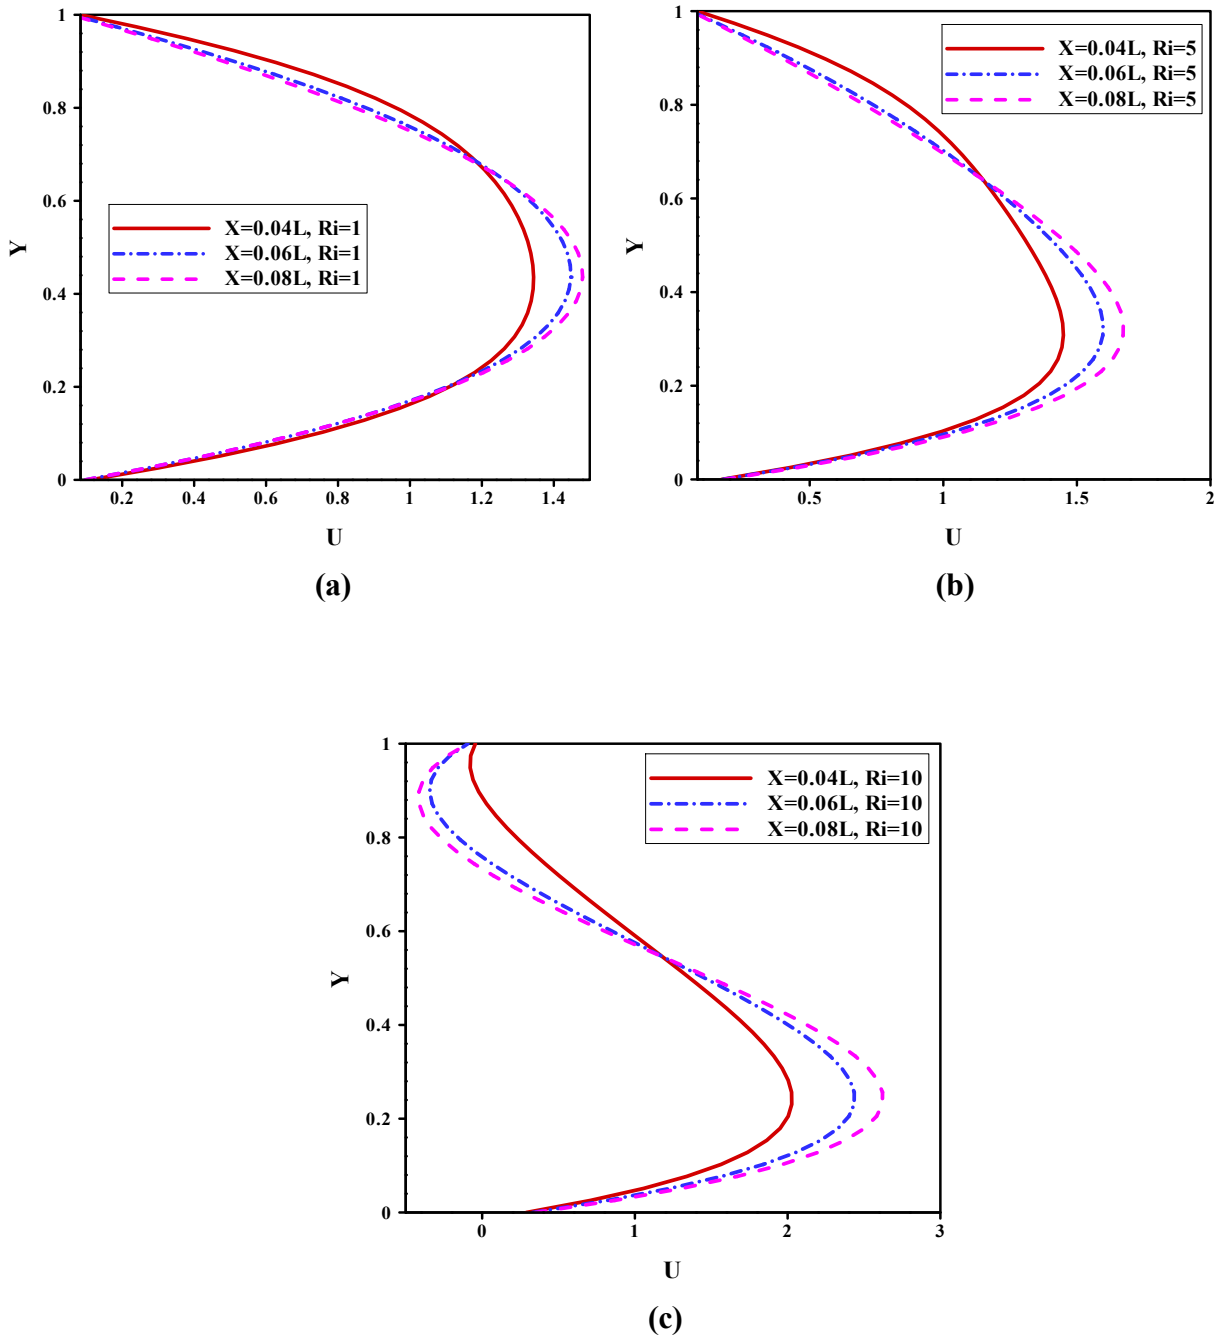 1
0.8
0.6
0.4
0.2
0
Y
X=0.04L, Ri=1
X=0.06L, Ri=1
X=0.08L, Ri=1
0.2 0.4 0.6 0.8 1 1.2 1.4
U
(a)
1
0.8
0.6
0.4
0.2
0
Y
X=0.04L, Ri=5
X=0.06L, Ri=5
X=0.08L, Ri=5
0.5 1 1.5 2
U
(b)
1
0.8
0.6
0.4
0.2
0
Y
X=0.04L, Ri=10
X=0.06L, Ri=10
X=0.08L, Ri=10
0 1 2 3
U
(c)